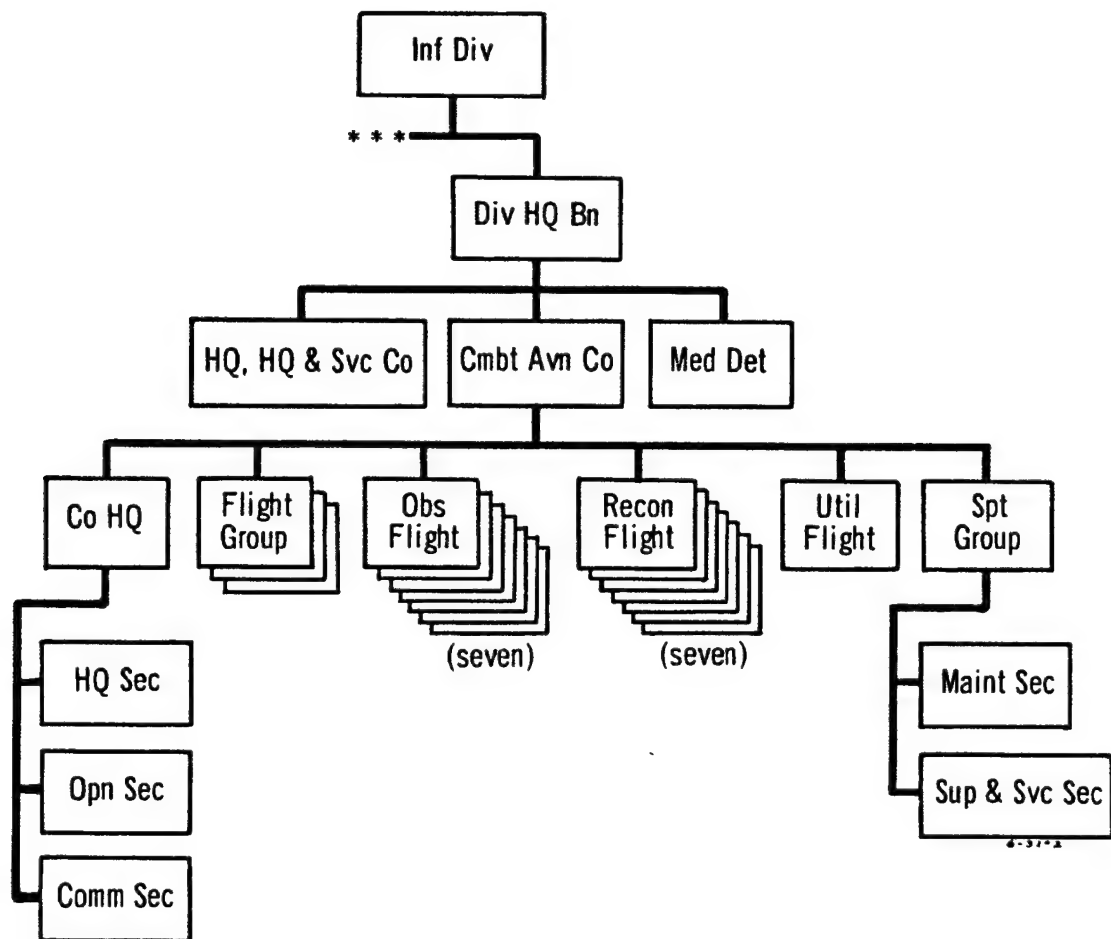 Inf Div
* * *
Div HQ Bn
HQ, HQ & Svc Co
Cmbt Avn Co
Med Det
Co HQ
Flight
Group
Obs
Flight
Recon
Flight
Util
Flight
Spt
Group
(seven)
(seven)
HQ Sec
Opn Sec
Comm Sec
Maint Sec
Sup & Svc Sec